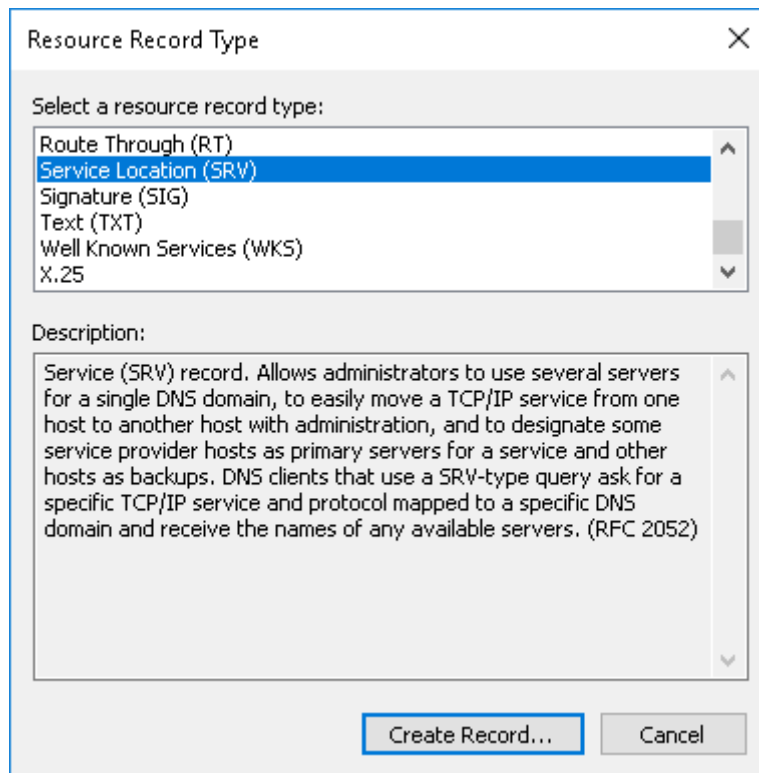 Resource Record Type
Select a resource record type:
Route Through (RT)
Service Location (SRV)
Signature (SIG)
Text (TXT)
Well Known Services (WKS)
X.25
Description:
Service (SRV) record. Allows administrators to use several servers
for a single DNS domain, to easily move a TCP/IP service from one
host to another host with administration, and to designate some
service provider hosts as primary servers for a service and other
hosts as backups. DNS clients that use a SRV-type query ask for a
specific TCP/IP service and protocol mapped to a specific DNS
domain and receive the names of any available servers. (RFC 2052)
Create Record...
Cancel